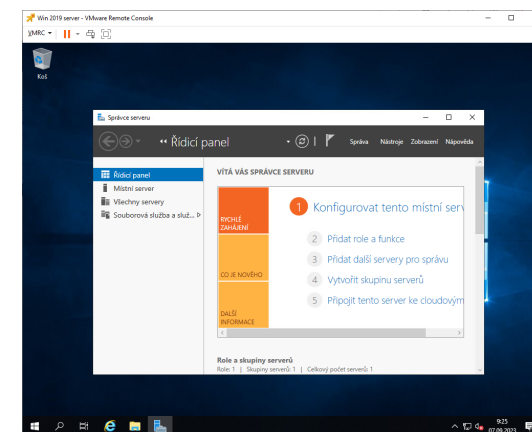 Win 2019 server - VMware Remote Console
VMRC
Koš
Správce serveru
Řídicí panel
Správa Nástroje Zobrazení Nápověda
Řídicí panel
Místní server
Všechny servery
Souborová služba a služ...
VÍTÁ VÁS SPRÁVCE SERVERU
RYCHLÉ
ZAHÁJENÍ
CO JE NOVÉHO
DALŠÍ
INFORMACE
1 Konfigurovat tento místní serv
2 Přidat role a funkce
3 Přidat další servery pro správu
4 Vytvořit skupinu serverů
5 Připojit tento server ke cloudovým
Role a skupiny serverů
Role: 1 | Skupiny serverů: 1 | Celkový počet serverů: 1
9:25
07.09.2023